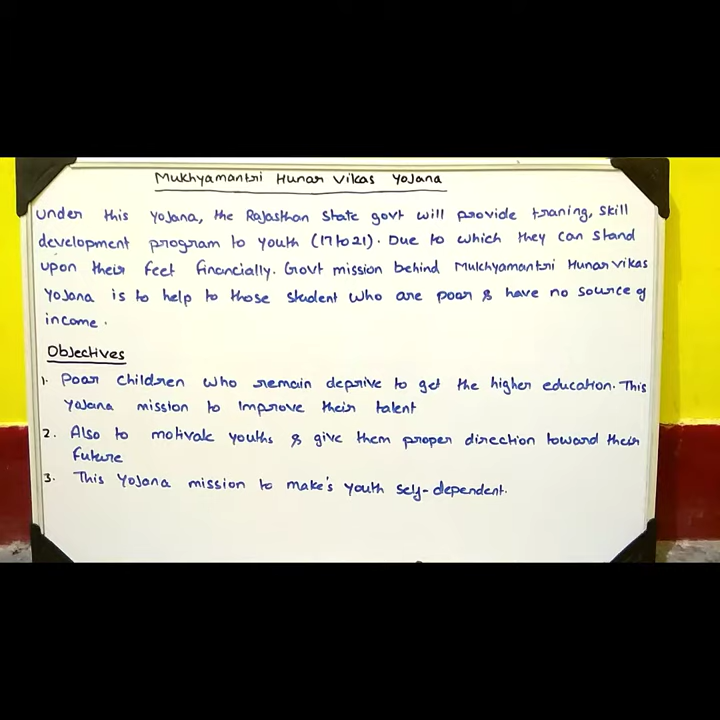 Mukhyamantri Hunar Vikas Yojana
Under this Yojana, the Rajasthan State govt will provide traning, skill
development program to youth (17 to 21). Due to which they can stand
upon their feet financially. Govt mission behind Mukhyamantri Hunar Vikas
Yojana is to help to those student who are poor & have no source of
income.
Objectives
1. Poor children who remain deprive to get the higher education. This
Yojana mission to improve their talent
2. Also to motivate youths & give them proper direction toward their
future
3. This Yojana mission to make's youth self-dependent.